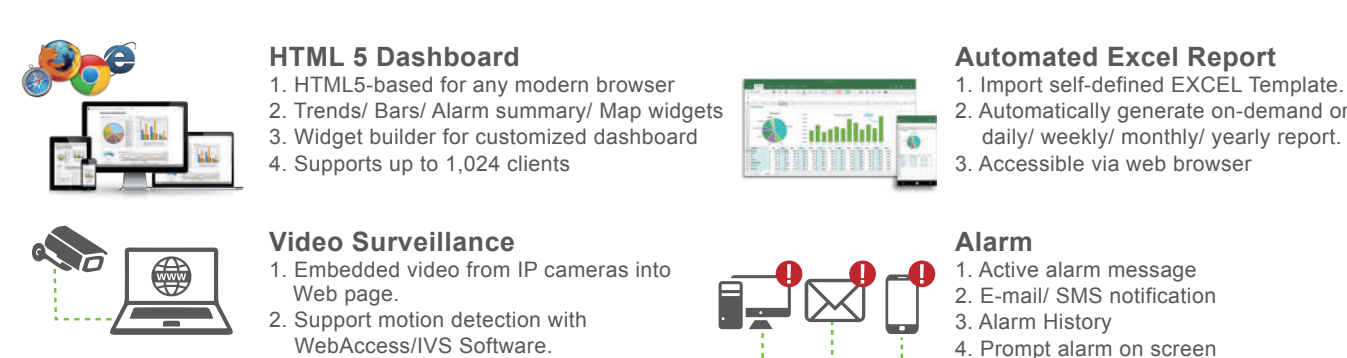 HTML 5 Dashboard
1. HTML5-based for any modern browser
2. Trends/ Bars/ Alarm summary/ Map widgets
3. Widget builder for customized dashboard
4. Supports up to 1,024 clients
Automated Excel Report
1. Import self-defined EXCEL Template.
2. Automatically generate on-demand or
daily/ weekly/ monthly/ yearly report.
3. Accessible via web browser
WWW
Video Surveillance
1. Embedded video from IP cameras into
Web page.
2. Support motion detection with
WebAccess/IVS Software.
!
!
!
Alarm
1. Active alarm message
2. E-mail/ SMS notification
3. Alarm History
4. Prompt alarm on screen